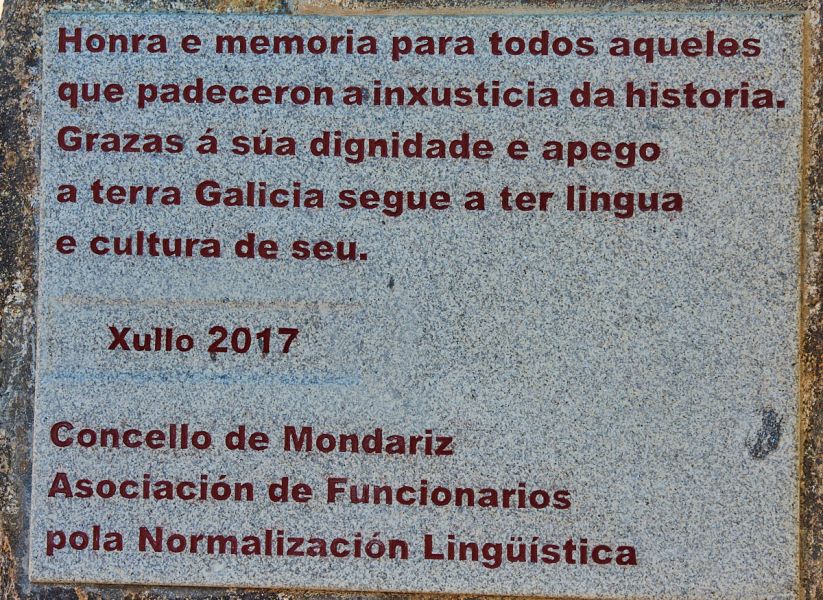 Honra e memoria para todos aqueles
que padeceron a inxusticia da historia.
Grazas á súa dignidade e apego
a terra Galicia segue a ter lingua
e cultura de seu.
Xullo 2017
Concello de Mondariz
Asociación de Funcionarios
pola Normalización Lingüística